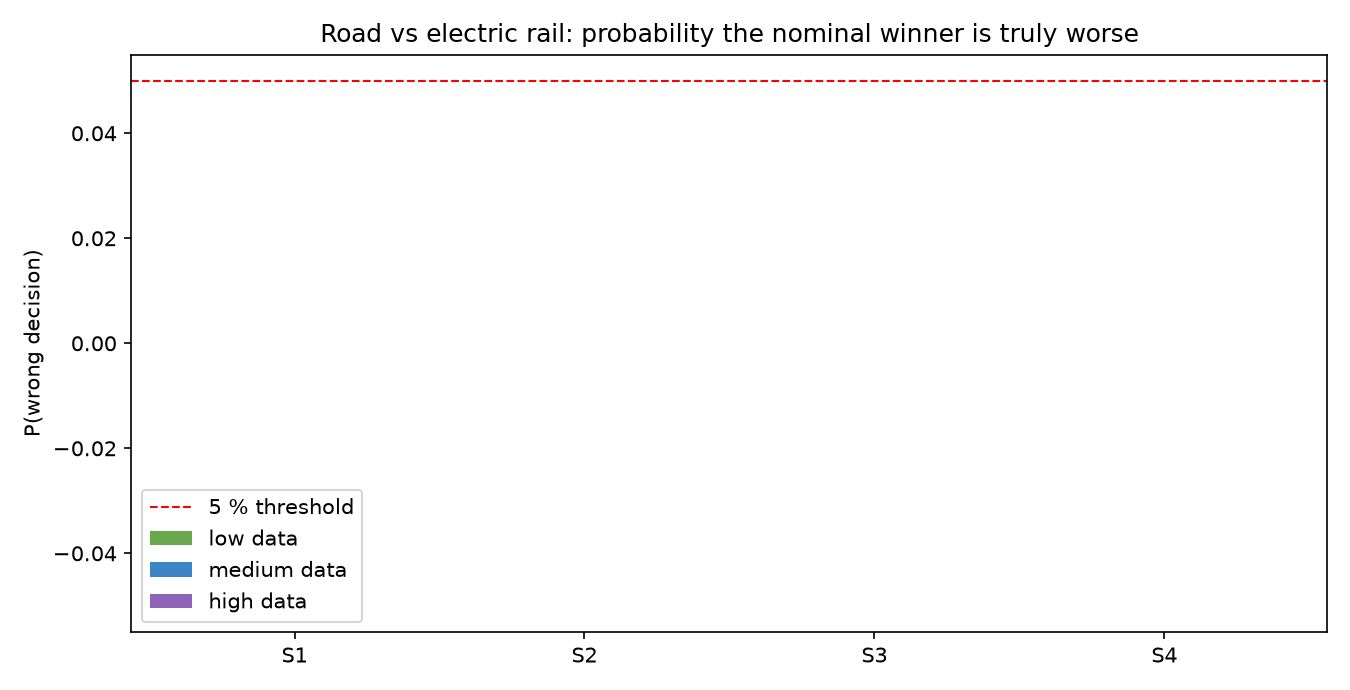 Road vs electric rail: probability the nominal winner is truly worse
P(wrong decision)
0.04
0.02
0.00
−0.02
−0.04
5 % threshold
low data
medium data
high data
S1 S2 S3 S4